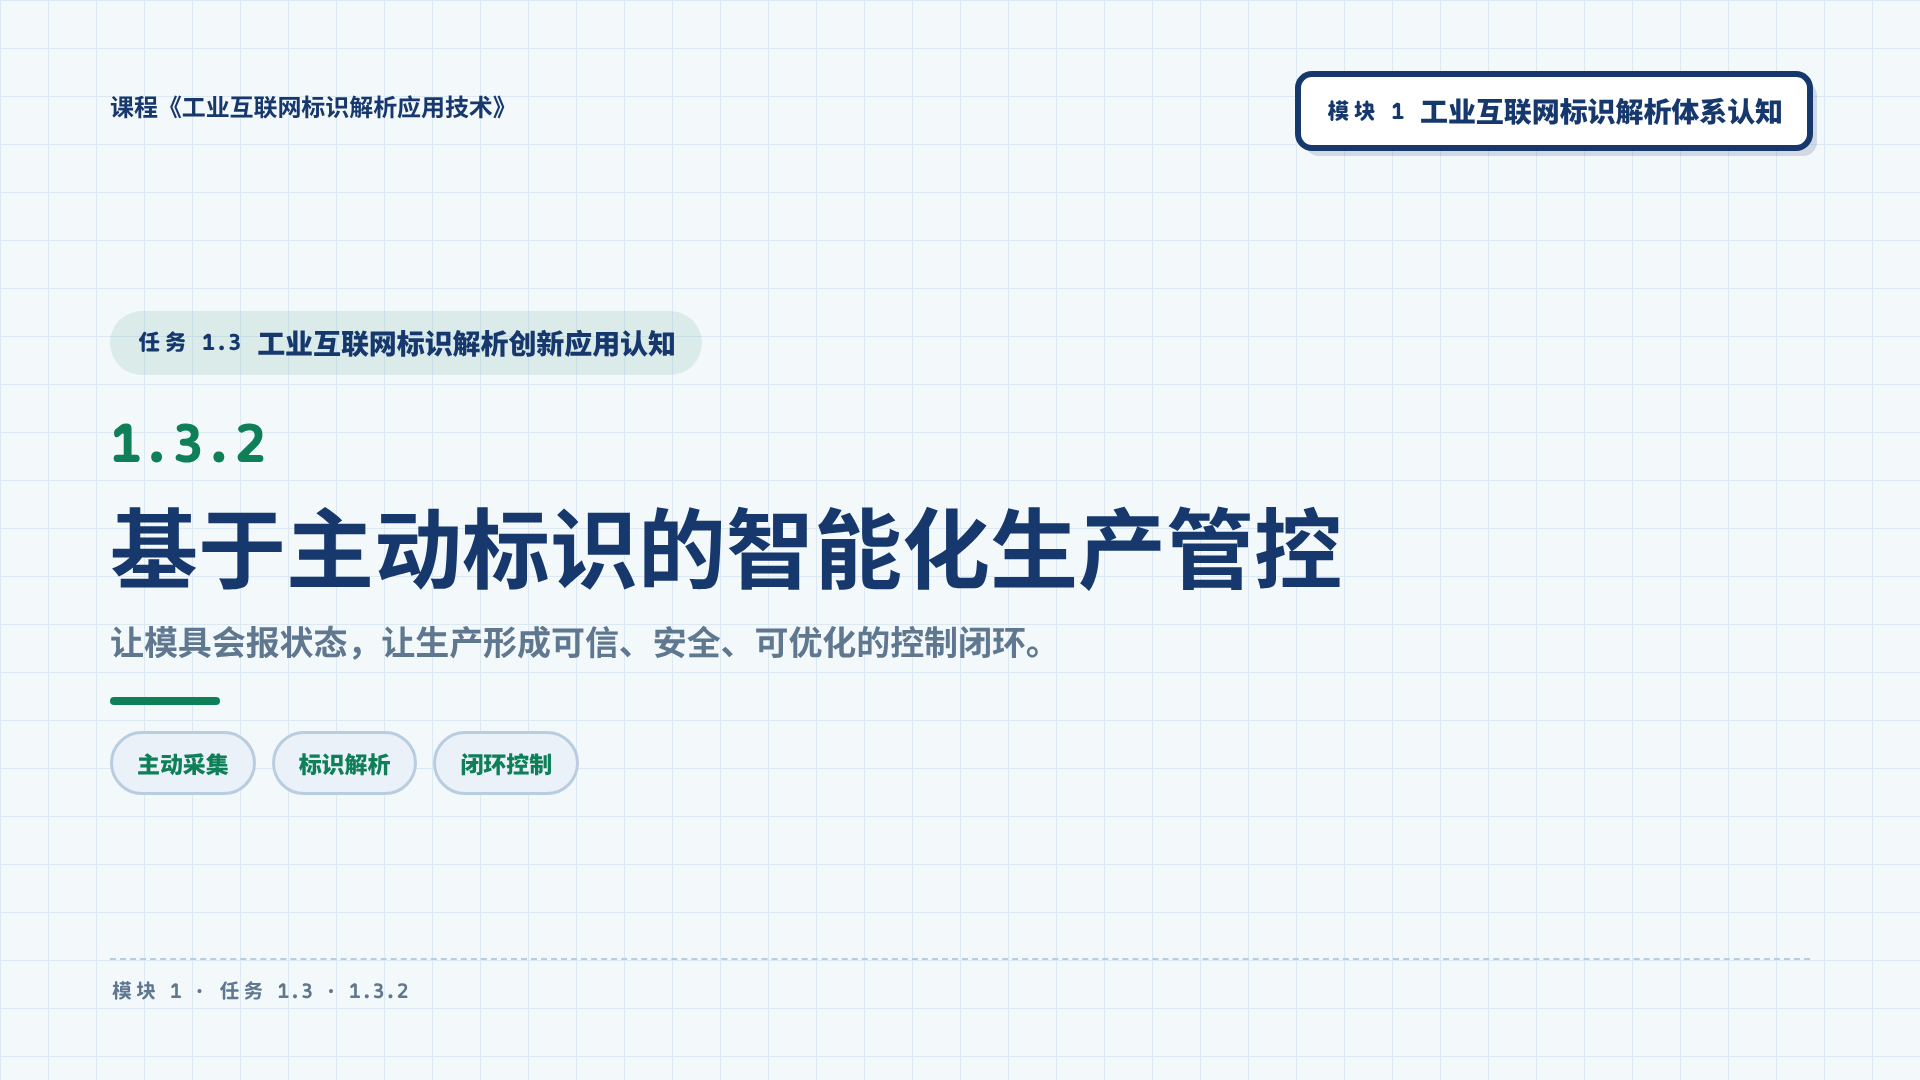 课程《工业互联网标识解析应用技术》
模块 1 工业互联网标识解析体系认知
任务 1.3 工业互联网标识解析创新应用认知
1.3.2
基于主动标识的智能化生产管控
让模具会报状态，让生产形成可信、安全、可优化的控制闭环。
主动采集
标识解析
闭环控制
模块 1 · 任务 1.3 · 1.3.2